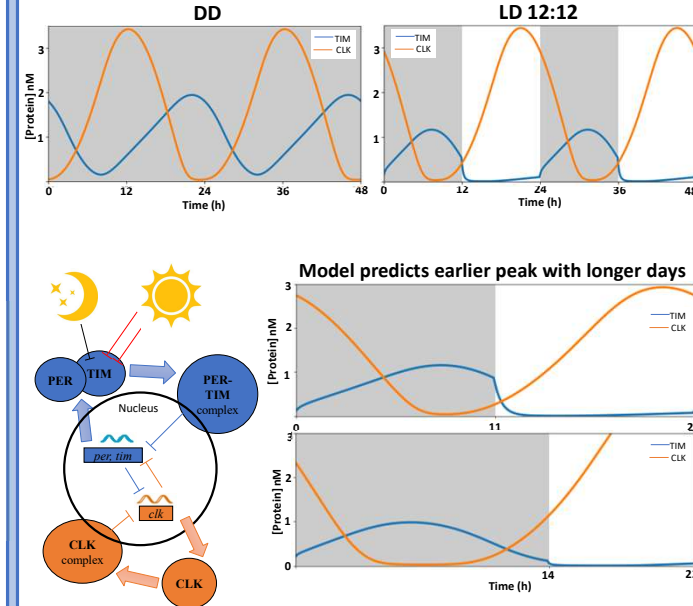 DD
LD 12:12
[Protein] nM
3
2
1
TIM
CLK
0
12
24
36
48
Time (h)
3
2
1
TIM
CLK
0
12
24
36
48
Time (h)
Model predicts earlier peak with longer days
[Protein] nM
3
2
1
TIM
CLK
0
11
[Protein] nM
3
2
1
0
TIM
CLK
14
Time (h)
PER
TIM
PER-
TIM
complex
Nucleus
per, tim
clk
CLK
complex
CLK